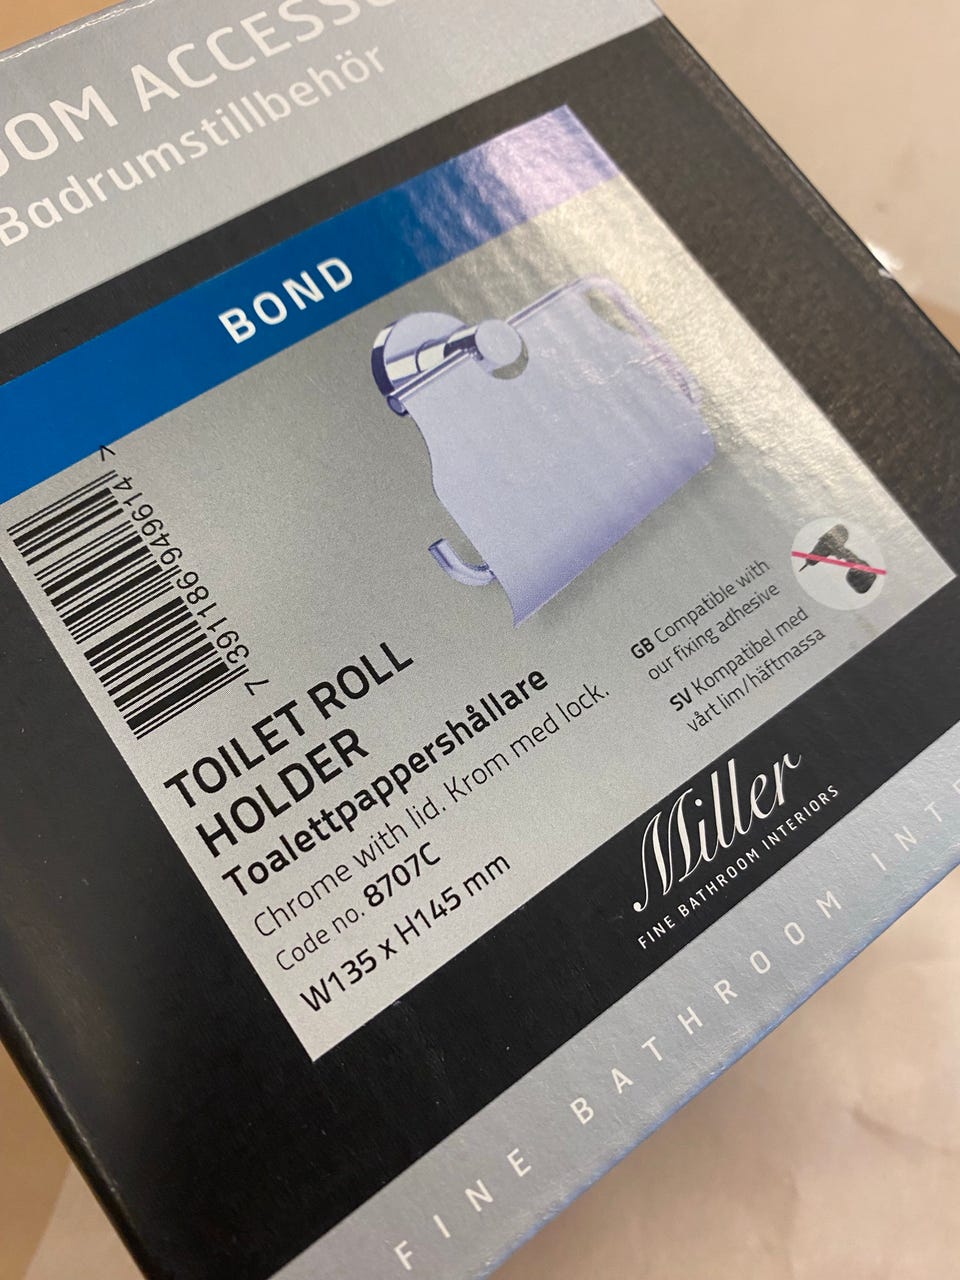 OOM ACCESSO
Badrumstillbehör
BOND
7 391186 949614 >
TOILET ROLL
HOLDER
Toalettpappershållare
Chrome with lid. Krom med lock.
Code no. 8707C
W135 x H145 mm
GB Compatible with
our fixing adhesive
SV Kompatibel med
vårt lim/häftmassa
Miller
FINE BATHROOM INTERIORS
FINE BATHROOM INTE